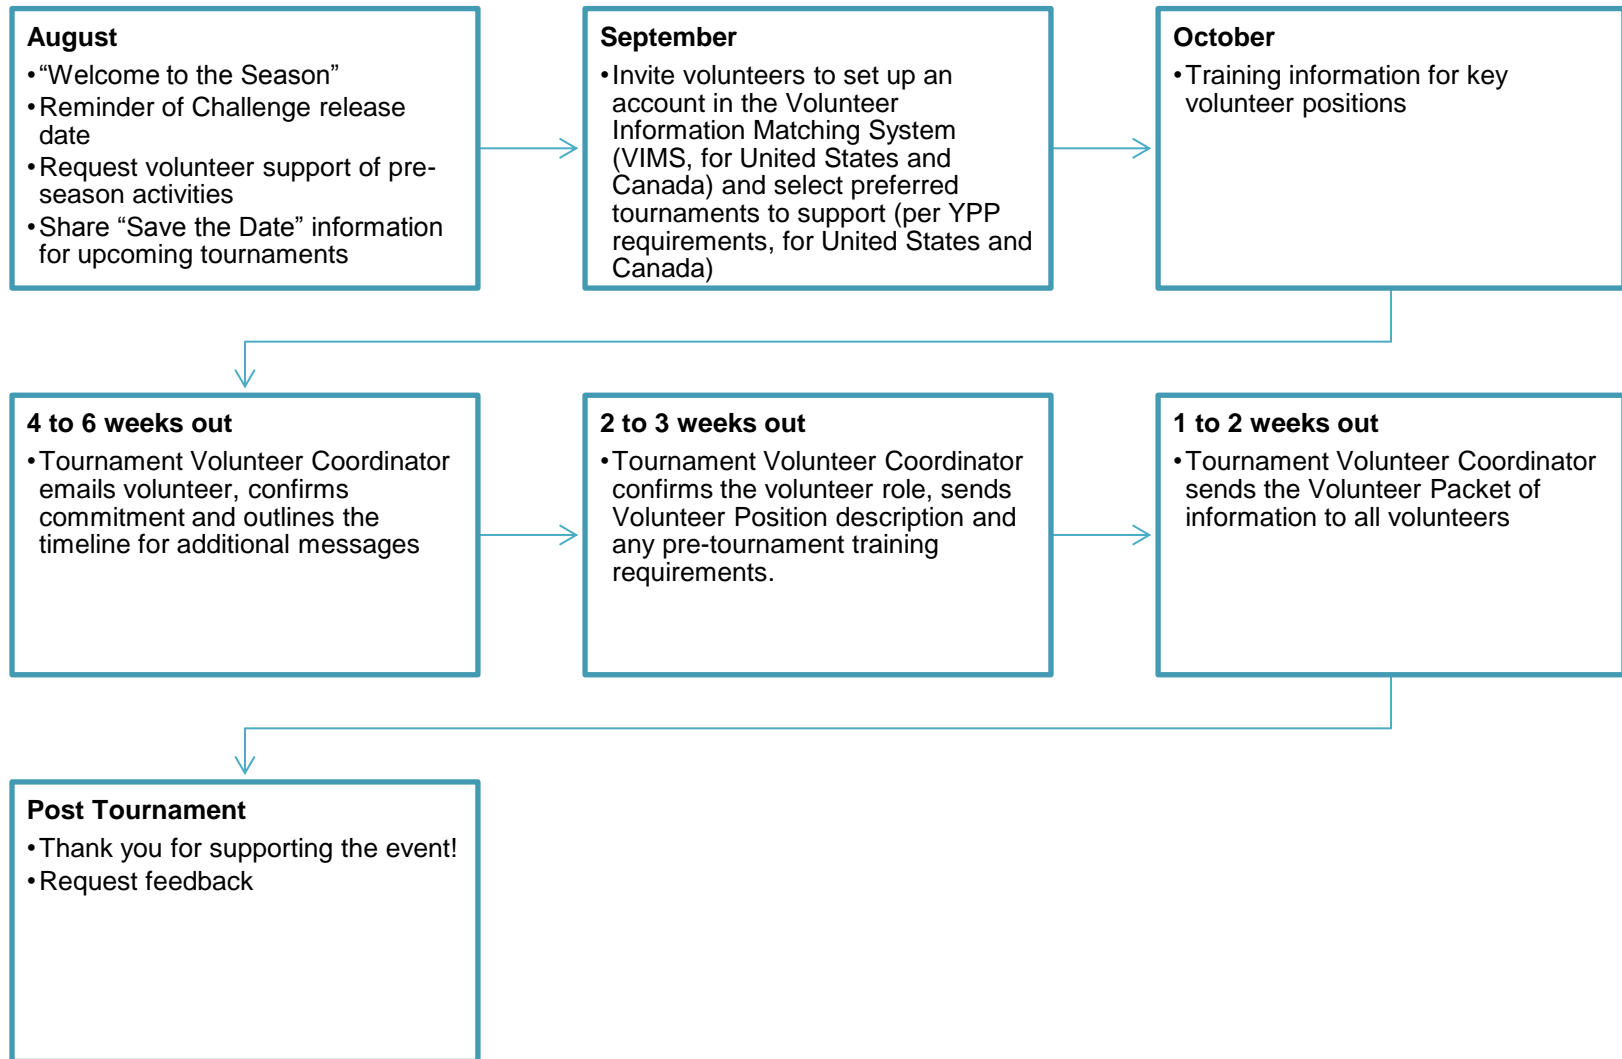 August
•“Welcome to the Season”
•Reminder of Challenge release
date
•Request volunteer support of pre-
season activities
•Share “Save the Date” information
for upcoming tournaments
September
•Invite volunteers to set up an
account in the Volunteer
Information Matching System
(VIMS, for United States and
Canada) and select preferred
tournaments to support (per YPP
requirements, for United States and
Canada)
October
•Training information for key
volunteer positions
4 to 6 weeks out
•Tournament Volunteer Coordinator
emails volunteer, confirms
commitment and outlines the
timeline for additional messages
2 to 3 weeks out
•Tournament Volunteer Coordinator
confirms the volunteer role, sends
Volunteer Position description and
any pre-tournament training
requirements.
1 to 2 weeks out
•Tournament Volunteer Coordinator
sends the Volunteer Packet of
information to all volunteers
Post Tournament
•Thank you for supporting the event!
•Request feedback